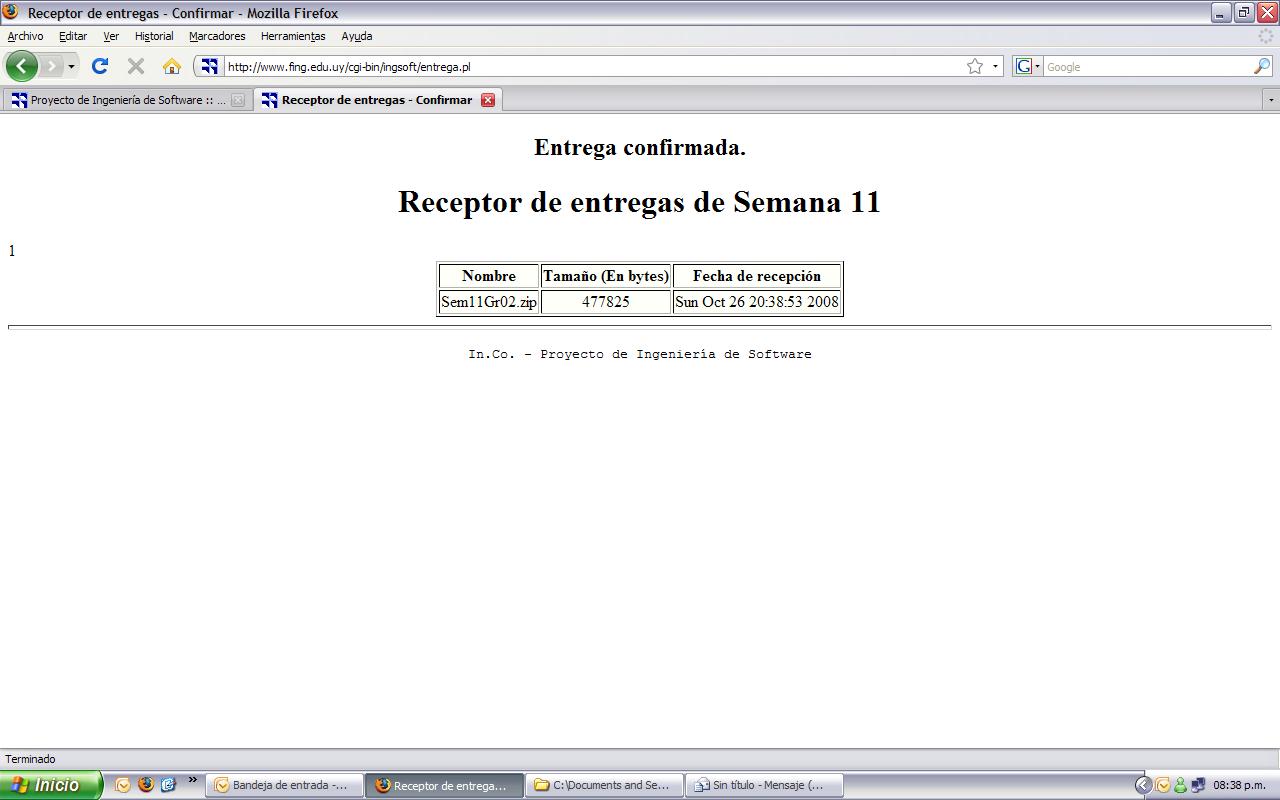 Receptor de entregas - Confirmar - Mozilla Firefox
Archivo Editar Ver Historial Marcadores Herramientas Ayuda
http://www.fing.edu.uy/cgi-bin/ingsoft/entrega.pl
Google
Proyecto de Ingeniería de Software :: ...
Receptor de entregas - Confirmar
Entrega confirmada.
Receptor de entregas de Semana 11
1
Nombre Tamaño (En bytes) Fecha de recepción
Sem11Gr02.zip 477825 Sun Oct 26 20:38:53 2008
In.Co. - Proyecto de Ingeniería de Software
Terminado
Inicio
Bandeja de entrada -...
Receptor de entrega...
C:\Documents and Se...
Sin título - Mensaje (...
08:38 p.m.